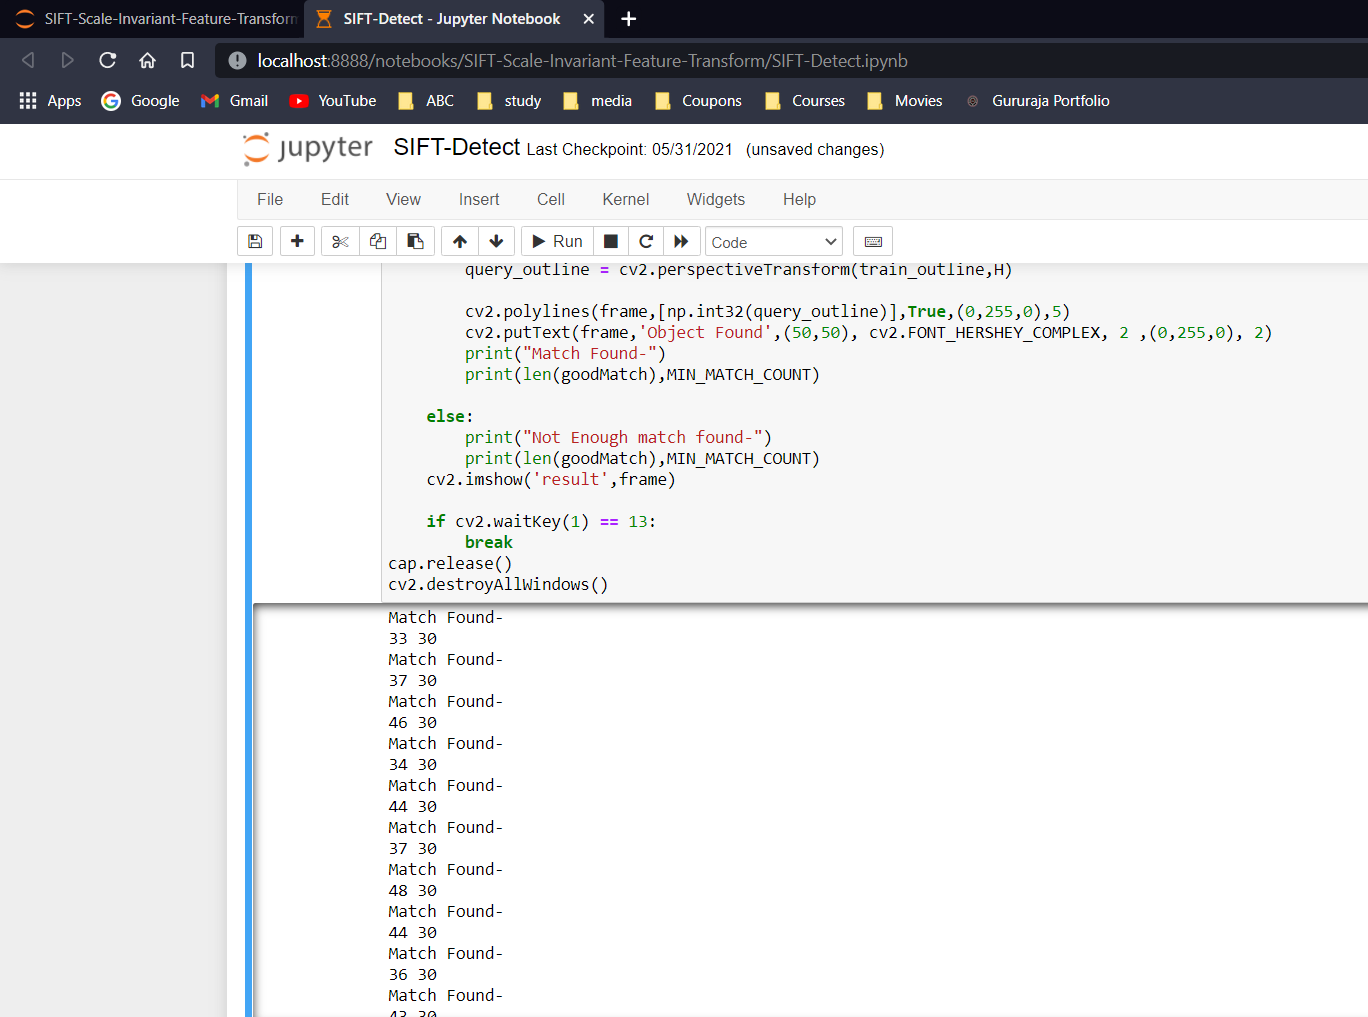 SIFT-Scale-Invariant-Feature-Transform
SIFT-Detect - Jupyter Notebook
localhost:8888/notebooks/SIFT-Scale-Invariant-Feature-Transform/SIFT-Detect.ipynb
Apps Google Gmail YouTube ABC study media Coupons Courses Movies Gururaja Portfolio
jupyter SIFT-Detect Last Checkpoint: 05/31/2021 (unsaved changes)
File Edit View Insert Cell Kernel Widgets Help
Run Code
query_outline = cv2.perspectiveTransform(train_outline,H)
cv2.polylines(frame,[np.int32(query_outline)],True,(0,255,0),5)
cv2.putText(frame,'Object Found',(50,50), cv2.FONT_HERSHEY_COMPLEX, 2 ,(0,255,0), 2)
print("Match Found-")
print(len(goodMatch),MIN_MATCH_COUNT)
else:
print("Not Enough match found-")
print(len(goodMatch),MIN_MATCH_COUNT)
cv2.imshow('result',frame)
if cv2.waitKey(1) == 13:
break
cap.release()
cv2.destroyAllWindows()
Match Found-
33 30
Match Found-
37 30
Match Found-
46 30
Match Found-
34 30
Match Found-
44 30
Match Found-
37 30
Match Found-
48 30
Match Found-
44 30
Match Found-
36 30
Match Found-
43 30